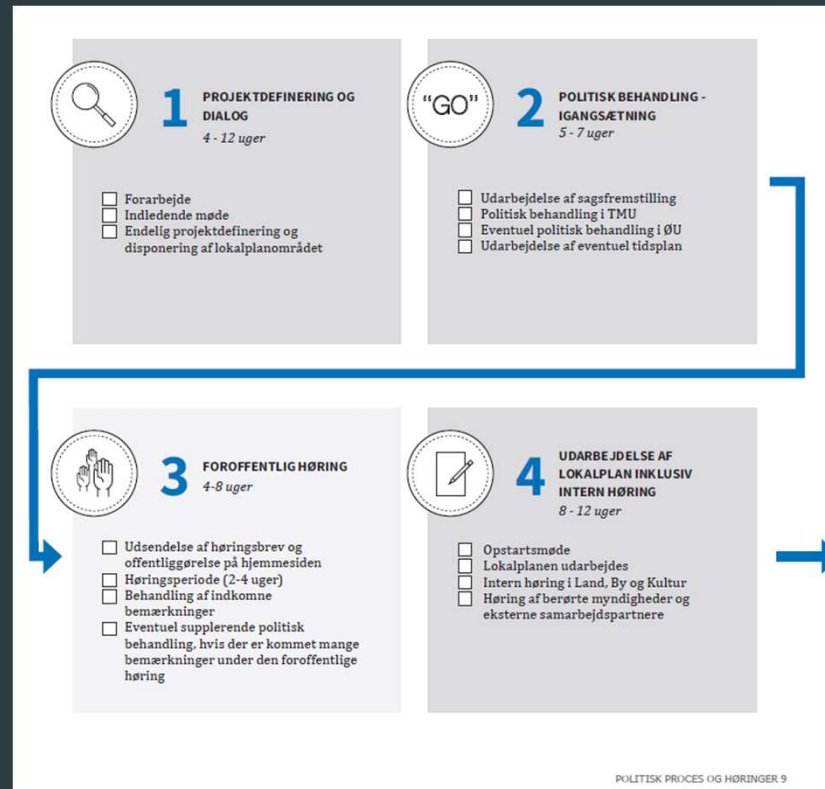 1
PROJEKTDEFINERING OG
DIALOG
4 - 12 uger
Forarbejde
Indledende møde
Endelig projektdefinering og
disponering af lokalplanområdet
"GO"
2
POLITISK BEHANDLING -
IGANGSÆTNING
5 - 7 uger
Udarbejdelse af sagsfremstilling
Politisk behandling i TMU
Eventuel politisk behandling i ØU
Udarbejdelse af eventuel tidsplan
3
FOROFFENTLIG HØRING
4-8 uger
Udsendelse af høringsbrev og
offentliggørelse på hjemmesiden
Høringsperiode (2-4 uger)
Behandling af indkomne
bemærkninger
Eventuel supplerende politisk
behandling, hvis der er kommet mange
bemærkninger under den foroffentlige
høring
4
UDARBEJDELSE AF
LOKALPLAN INKLUSIV
INTERN HØRING
8 - 12 uger
Opstartsmøde
Lokalplanen udarbejdes
Intern høring i Land, By og Kultur
Høring af berørte myndigheder og
eksterne samarbejdspartnere
POLITISK PROCES OG HØRINGER 9